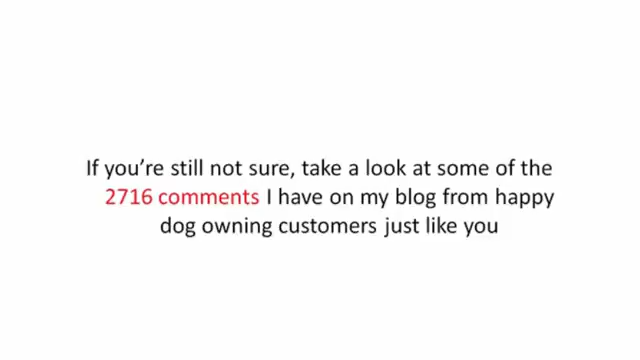 If you’re still not sure, take a look at some of the
2716 comments I have on my blog from happy
dog owning customers just like you